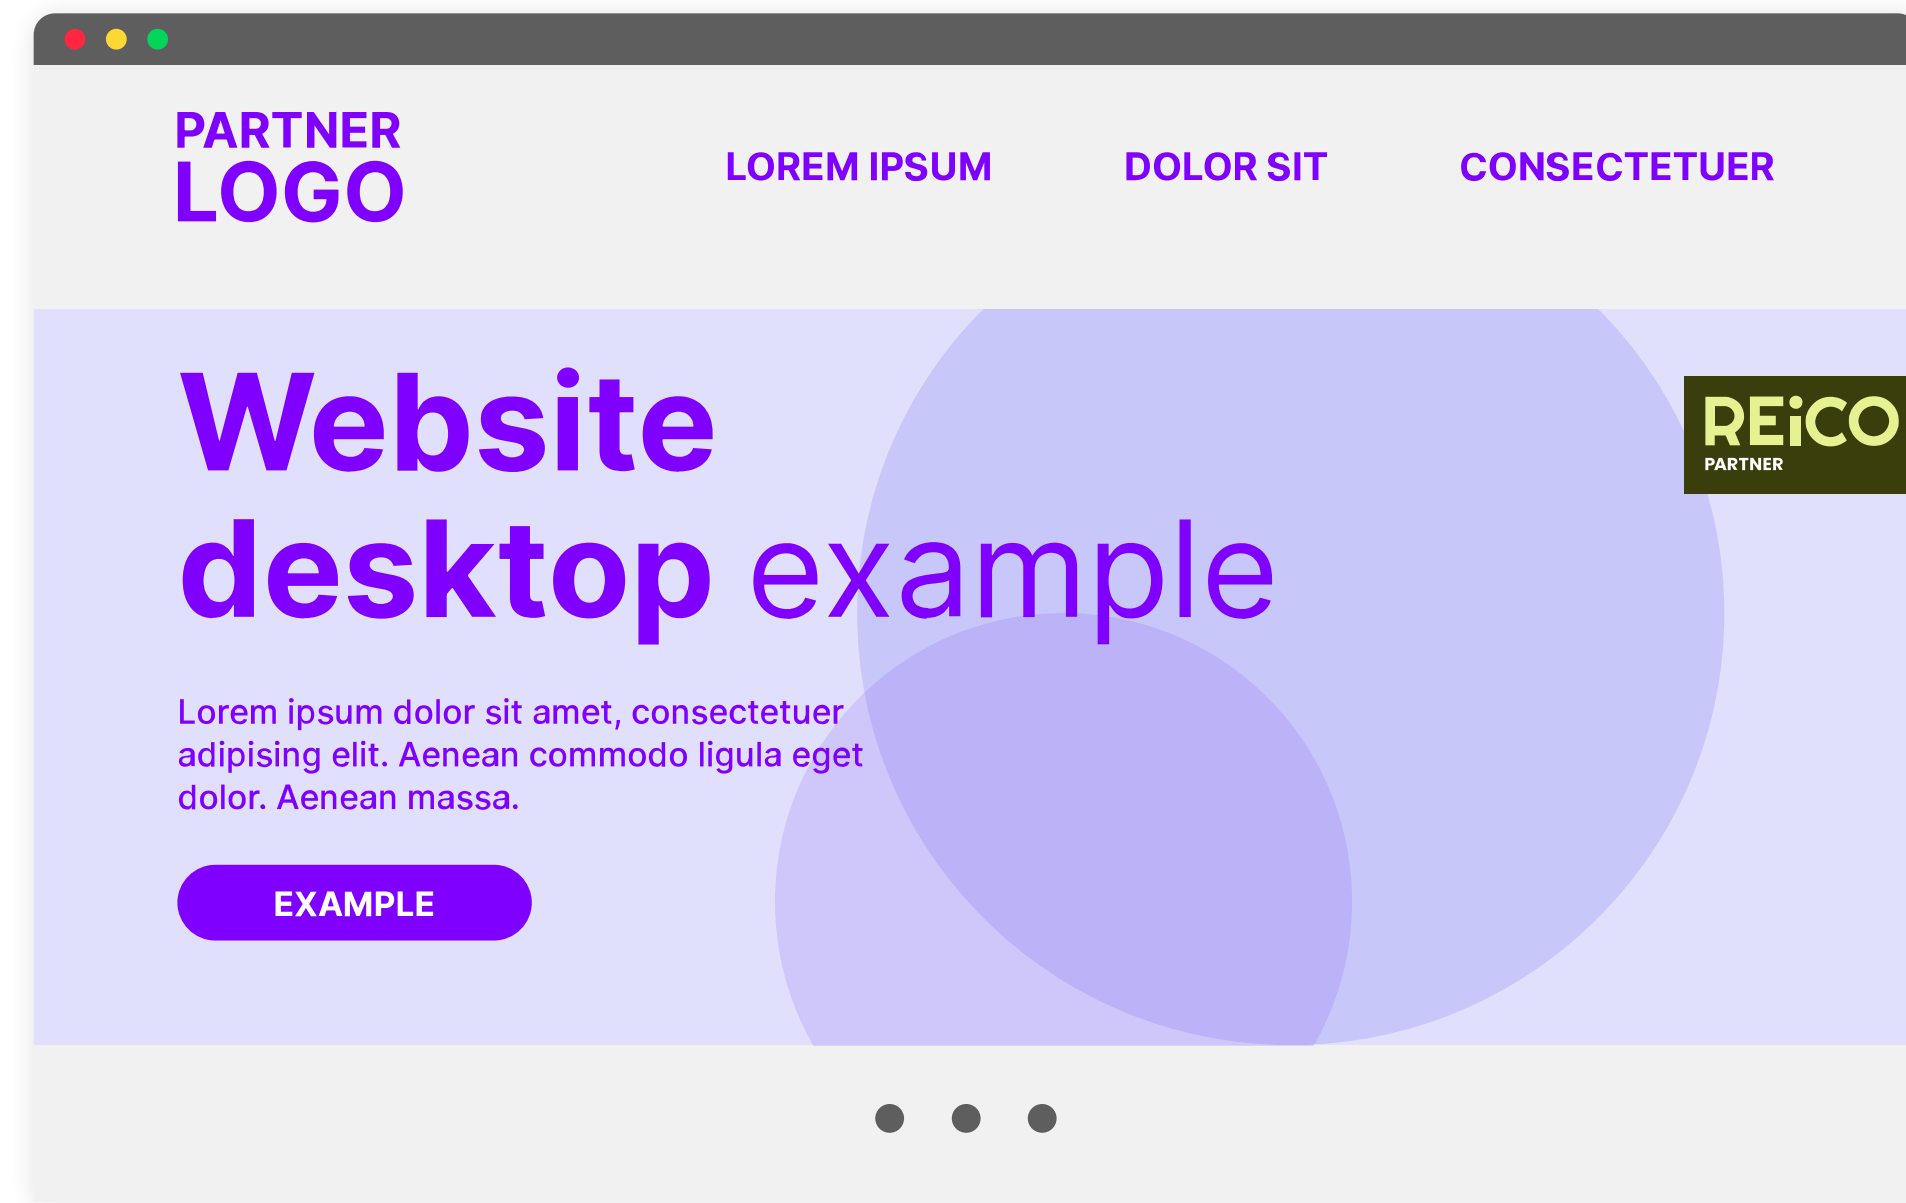 PARTNER
LOGO
LOREM IPSUM
DOLOR SIT
CONSECTETUER
Website
desktop example
REiCO
PARTNER
Lorem ipsum dolor sit amet, consectetuer
adipising elit. Aenean commodo ligula eget
dolor. Aenean massa.
EXAMPLE